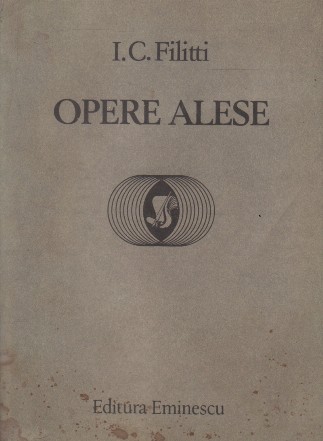 I.C. Filitti
OPERE ALESE
Editura Eminescu